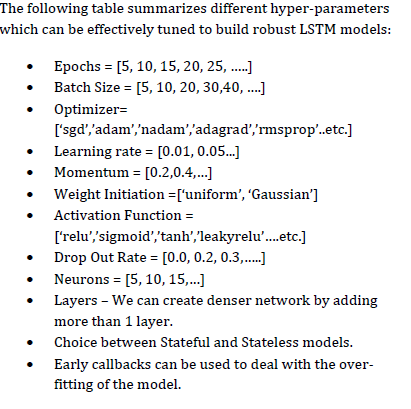 The following table summarizes different hyper-parameters
which can be effectively tuned to build robust LSTM models:
• Epochs = [5, 10, 15, 20, 25, .....]
• Batch Size = [5, 10, 20, 30,40, ....]
• Optimizer=
['sgd','adam','nadam','adagrad','rmsprop'..etc.]
• Learning rate = [0.01, 0.05...]
• Momentum = [0.2,0.4,...]
• Weight Initiation =['uniform', 'Gaussian']
• Activation Function =
['relu','sigmoid','tanh','leakyrelu'....etc.]
• Drop Out Rate = [0.0, 0.2, 0.3,.....]
• Neurons = [5, 10, 15,...]
• Layers – We can create denser network by adding
more than 1 layer.
• Choice between Stateful and Stateless models.
• Early callbacks can be used to deal with the over-
fitting of the model.